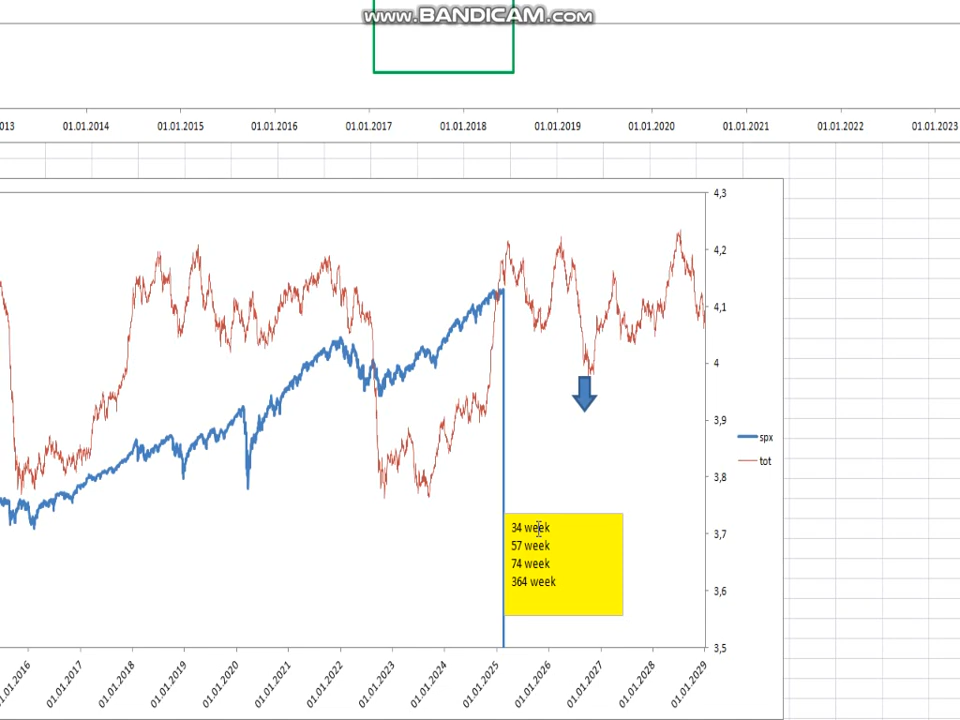 www.BANDICAM.com
013 01.01.2014 01.01.2015 01.01.2016 01.01.2017 01.01.2018 01.01.2019 01.01.2020 01.01.2021 01.01.2022 01.01.2023
4,3
4,2
4,1
4
3,9
spx
tot
3,8
34 week
3,7
57 week
74 week
364 week
3,6
3,5
01.01.2016 01.01.2017 01.01.2018 01.01.2019 01.01.2020 01.01.2021 01.01.2022 01.01.2023 01.01.2024 01.01.2025 01.01.2026 01.01.2027 01.01.2028 01.01.2029